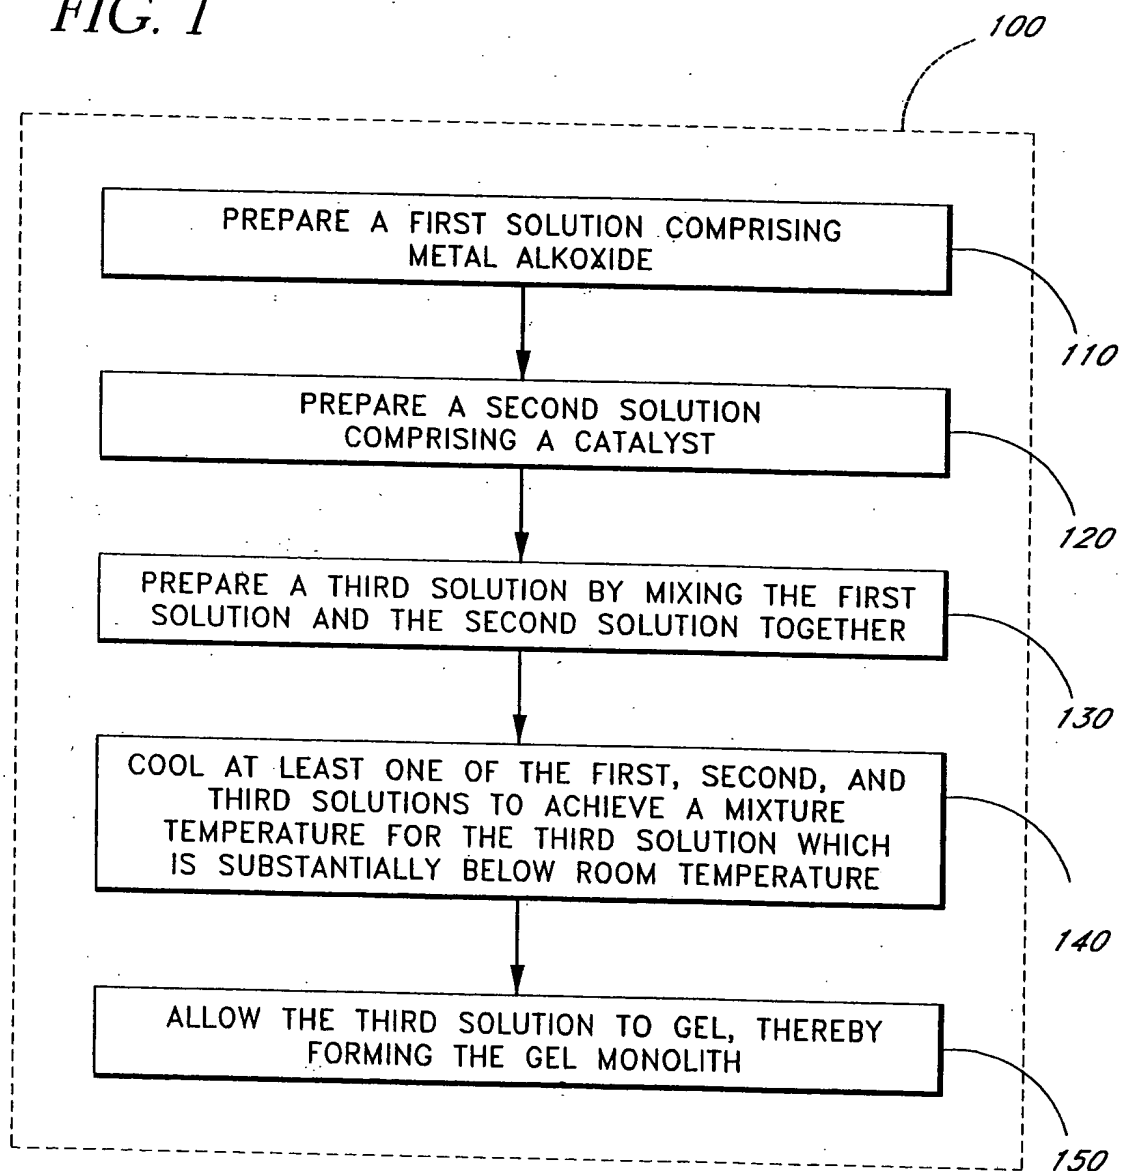 FIG. 1
100
PREPARE A FIRST SOLUTION COMPRISING
METAL ALKOXIDE
110
PREPARE A SECOND SOLUTION
COMPRISING A CATALYST
120
PREPARE A THIRD SOLUTION BY MIXING THE FIRST
SOLUTION AND THE SECOND SOLUTION TOGETHER
130
COOL AT LEAST ONE OF THE FIRST, SECOND, AND
THIRD SOLUTIONS TO ACHIEVE A MIXTURE
TEMPERATURE FOR THE THIRD SOLUTION WHICH
IS SUBSTANTIALLY BELOW ROOM TEMPERATURE
140
ALLOW THE THIRD SOLUTION TO GEL, THEREBY
FORMING THE GEL MONOLITH
150